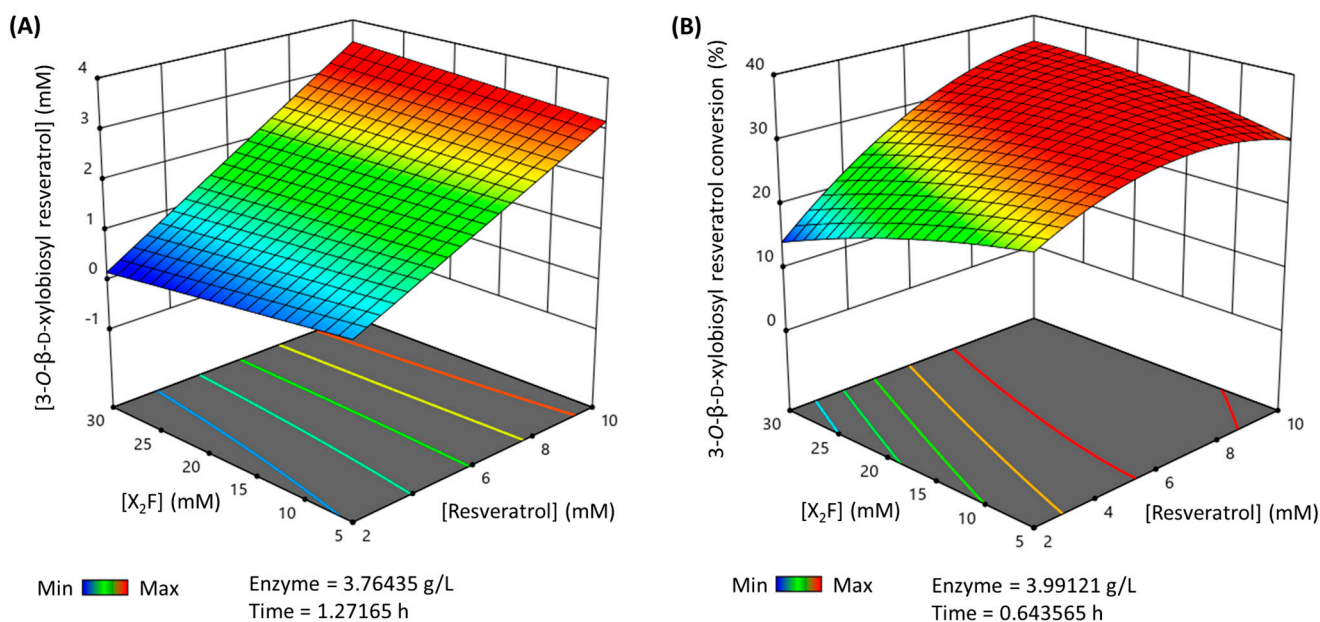 (A)
[3-O-β-D-xylobiosyl resveratrol] (mM)
4
3
2
1
0
-1
30
25
20
15
10
5
[X₂F] (mM)
2
6
8
10
[Resveratrol] (mM)
Min Max
Enzyme = 3.76435 g/L
Time = 1.27165 h
(B)
3-O-β-D-xylobiosyl resveratrol conversion (%)
40
30
20
10
0
30
25
20
15
10
5
[X₂F] (mM)
2
4
6
8
10
[Resveratrol] (mM)
Min Max
Enzyme = 3.99121 g/L
Time = 0.643565 h